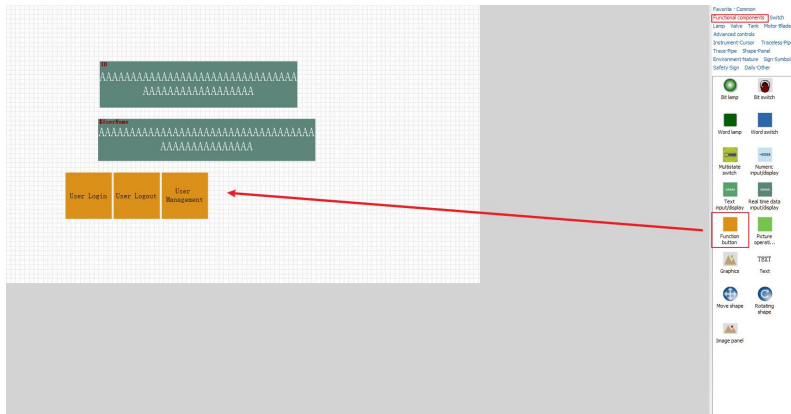 ID
AAAAAAAAAAAAAAAAAAAAAAAAAAAAAAAA
AAAAAAAAAAAAAAAAAA
$UserName
AAAAAAAAAAAAAAAAAAAAAAAAAAAAAAAAAAA
AAAAAAAAAAAAAAA
User Login
User Logout
User
Management
Favorite · Common
Functional components
Switch
Lamp Valve Tank Motor·Blade
Advanced controls
Instrument·Cursor Traceless·Pip
Trace·Pipe Shape·Panel
Environment·Nature Sign·Symbol
Safety·Sign Daily·Other
Bit lamp
Bit switch
Word lamp
Word switch
Multistate
switch
Numeric
input/display
Text
input/display
Real time data
input/display
Function
button
Picture
operati...
Graphics
TEXT
Text
Move shape
Rotating
shape
Image panel